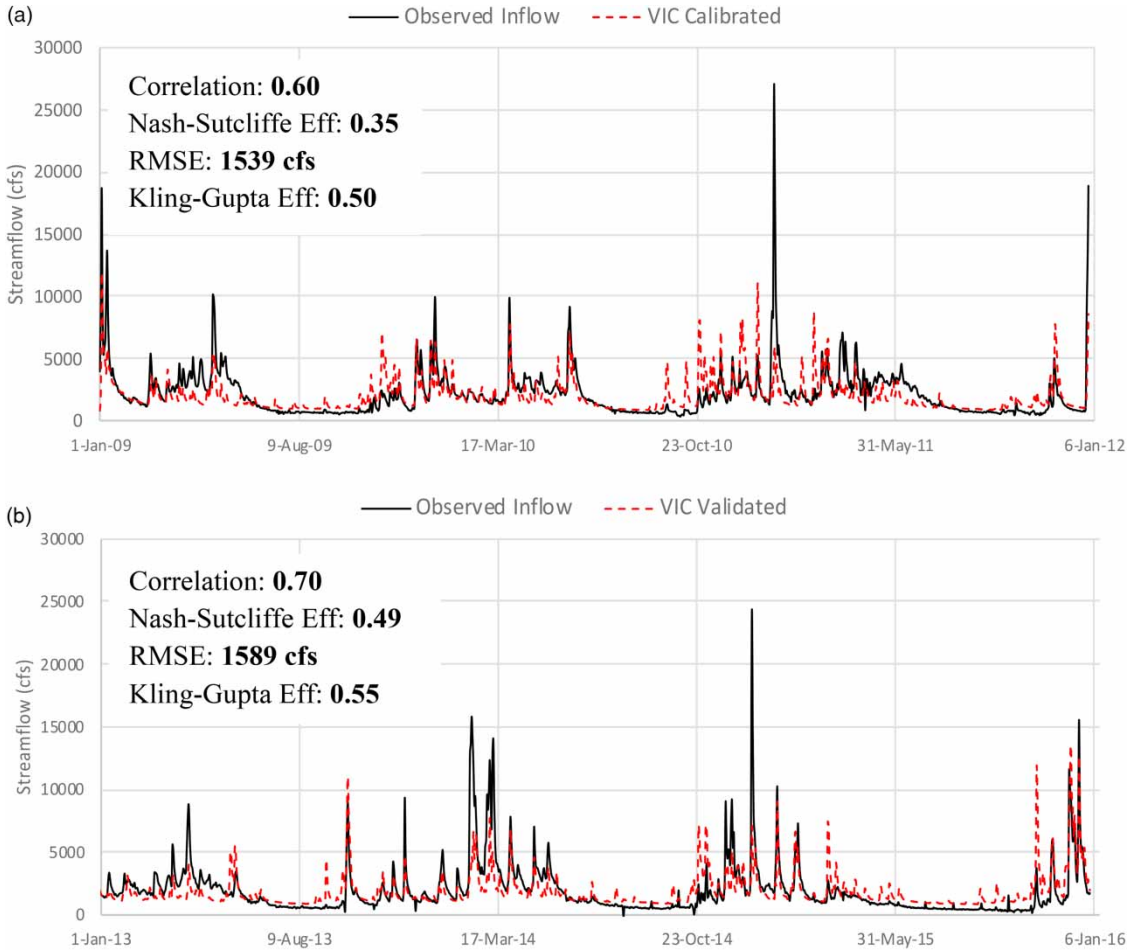 (a)
Observed Inflow
VIC Calibrated
30000
25000
20000
15000
10000
5000
0
Streamflow (cfs)
Correlation: 0.60
Nash-Sutcliffe Eff: 0.35
RMSE: 1539 cfs
Kling-Gupta Eff: 0.50
1-Jan-09
9-Aug-09
17-Mar-10
23-Oct-10
31-May-11
6-Jan-12
(b)
Observed Inflow
VIC Validated
30000
25000
20000
15000
10000
5000
0
Streamflow (cfs)
Correlation: 0.70
Nash-Sutcliffe Eff: 0.49
RMSE: 1589 cfs
Kling-Gupta Eff: 0.55
1-Jan-13
9-Aug-13
17-Mar-14
23-Oct-14
31-May-15
6-Jan-16